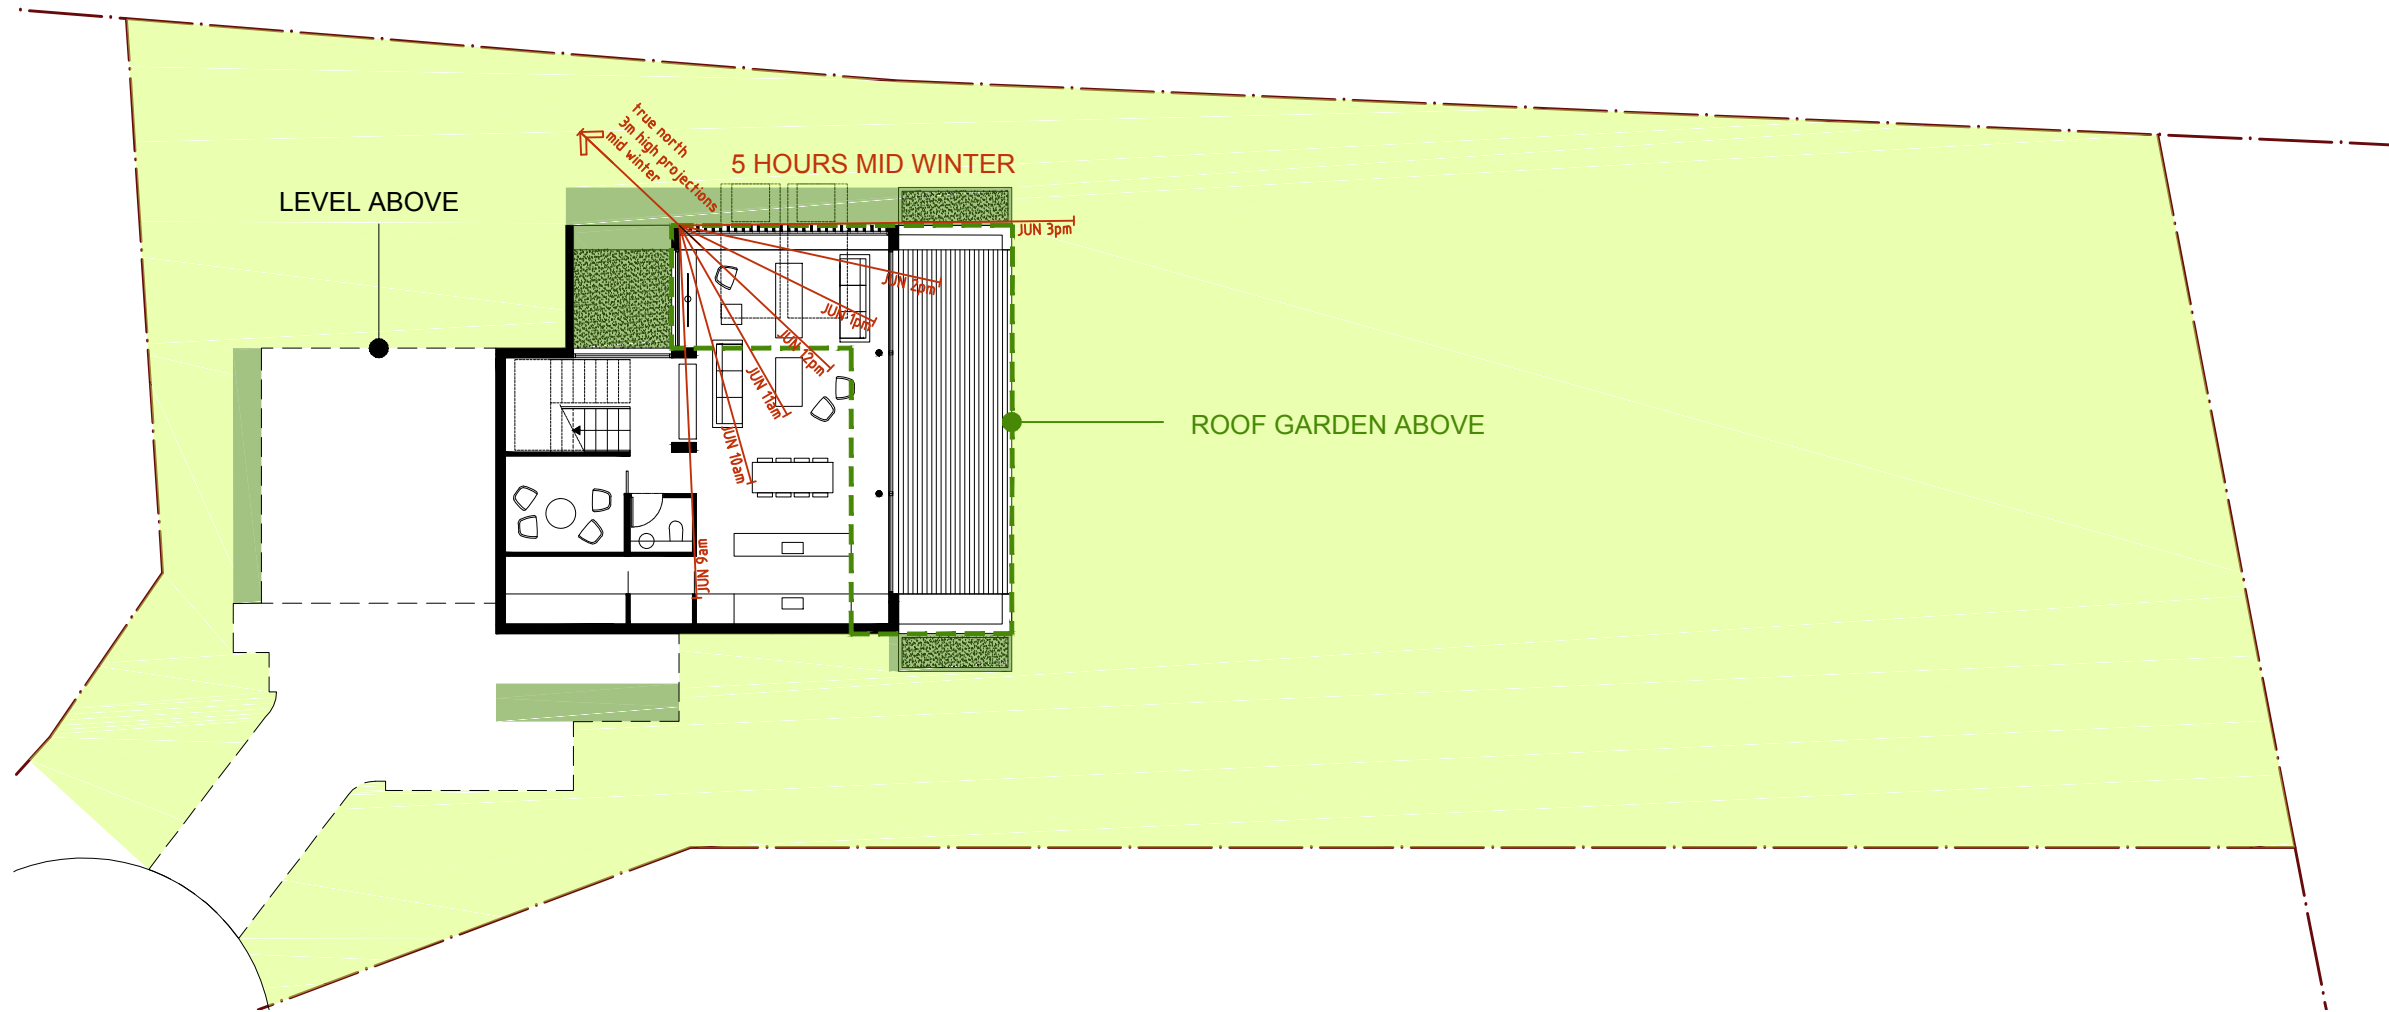 true north
3m high projections
mid winter
5 HOURS MID WINTER
LEVEL ABOVE
JUN 3pm
JUN 2pm
JUN 1pm
JUN 12pm
JUN 11am
JUN 10am
JUN 9am
ROOF GARDEN ABOVE